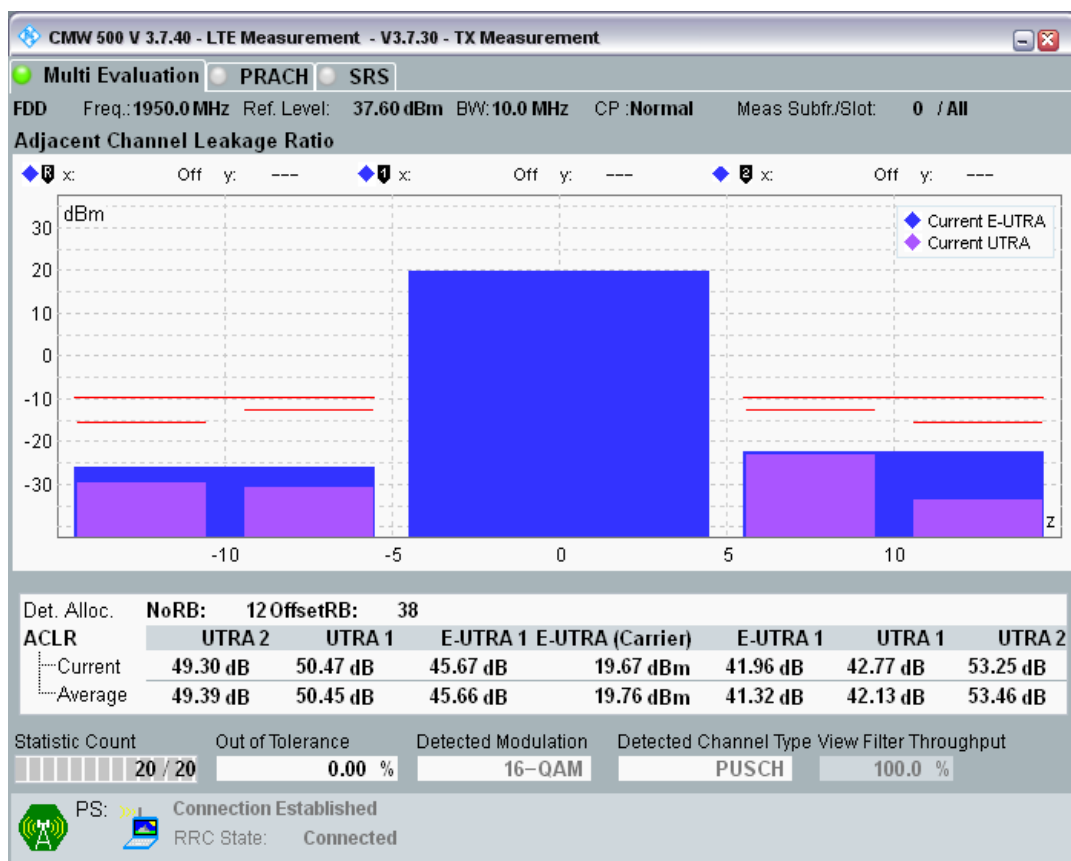 CMW 500 V 3.7.40 - LTE Measurement - V3.7.30 - TX Measurement
Multi Evaluation PRACH SRS
FDD Freq.: 1950.0 MHz Ref. Level: 37.60 dBm BW: 10.0 MHz CP :Normal Meas Subfr./Slot: 0 / All
Adjacent Channel Leakage Ratio
R x: Off y: --- 1 x: Off y: --- 2 x: Off y: ---
dBm
Current E-UTRA
Current UTRA
30
20
10
0
-10
-20
-30
z
-10 -5 0 5 10
Det. Alloc. NoRB: 12 OffsetRB: 38
ACLR UTRA 2 UTRA 1 E-UTRA 1 E-UTRA (Carrier) E-UTRA 1 UTRA 1 UTRA 2
Current 49.30 dB 50.47 dB 45.67 dB 19.67 dBm 41.96 dB 42.77 dB 53.25 dB
Average 49.39 dB 50.45 dB 45.66 dB 19.76 dBm 41.32 dB 42.13 dB 53.46 dB
Statistic Count Out of Tolerance Detected Modulation Detected Channel Type View Filter Throughput
20 / 20 0.00 % 16-QAM PUSCH 100.0 %
PS: Connection Established
RRC State: Connected